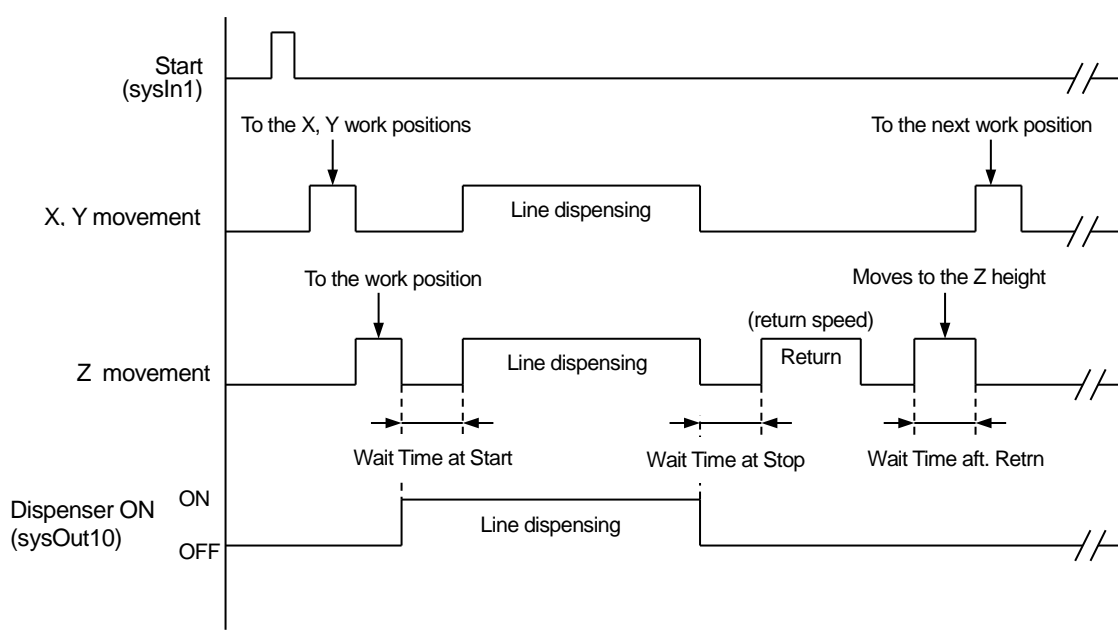 Start
(sysIn1)
To the X, Y work positions
To the next work position
X, Y movement
Line dispensing
To the work position
Moves to the Z height
(return speed)
Z movement
Line dispensing
Return
Wait Time at Start
Wait Time at Stop
Wait Time aft. Retrn
Dispenser ON
(sysOut10)
ON
OFF
Line dispensing